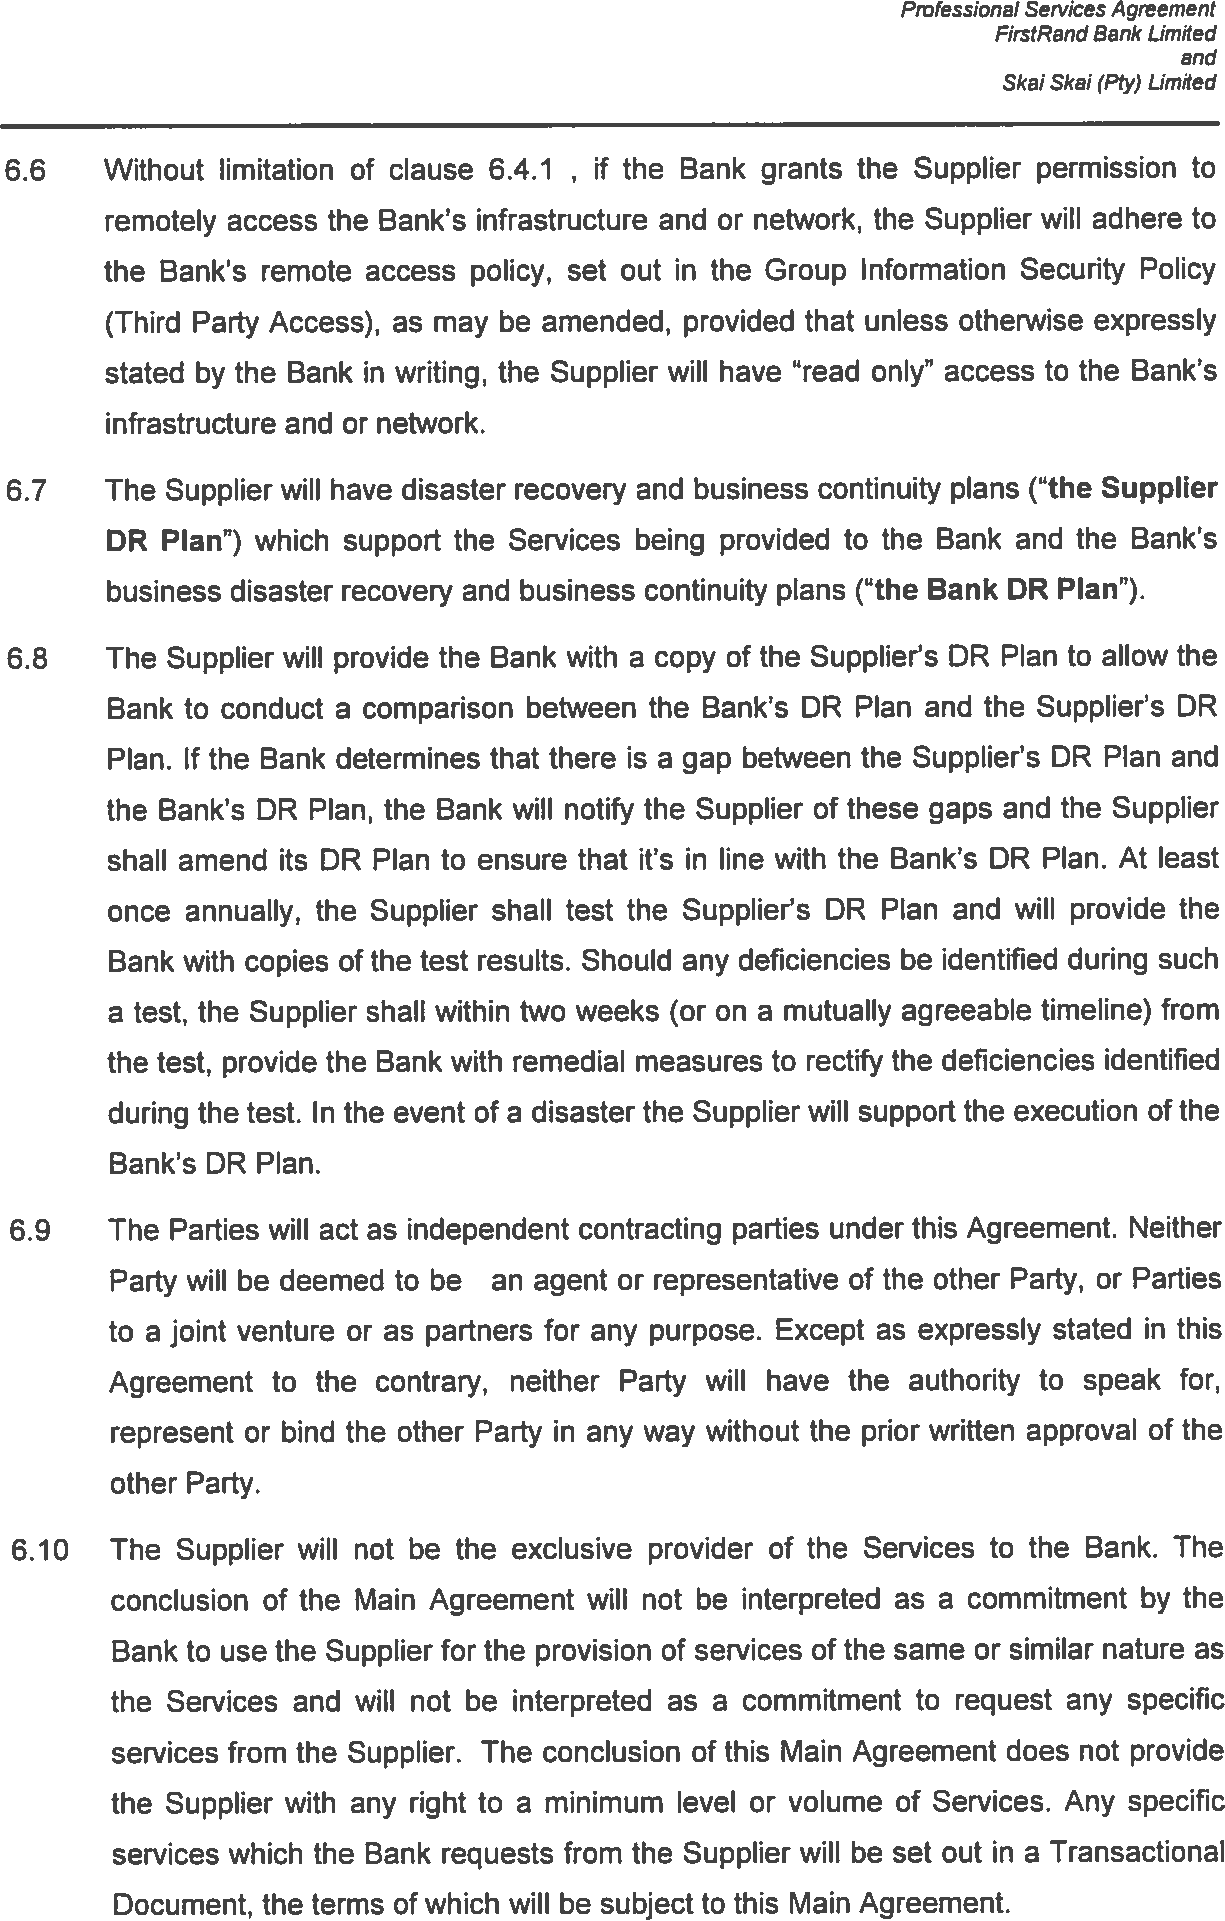 Professional Services Agreement
FirstRand Bank Limited
and
Skai Skai (Pty) Limited
6.6 Without limitation of clause 6.4.1 , if the Bank grants the Supplier permission to
remotely access the Bank's infrastructure and or network, the Supplier will adhere to
the Bank's remote access policy, set out in the Group Information Security Policy
(Third Party Access), as may be amended, provided that unless otherwise expressly
stated by the Bank in writing, the Supplier will have “read only” access to the Bank's
infrastructure and or network.
6.7 The Supplier will have disaster recovery and business continuity plans (“the Supplier
DR Plan”) which support the Services being provided to the Bank and the Bank's
business disaster recovery and business continuity plans (“the Bank DR Plan”).
6.8 The Supplier will provide the Bank with a copy of the Supplier's DR Plan to allow the
Bank to conduct a comparison between the Bank's DR Plan and the Supplier's DR
Plan. If the Bank determines that there is a gap between the Supplier's DR Plan and
the Bank's DR Plan, the Bank will notify the Supplier of these gaps and the Supplier
shall amend its DR Plan to ensure that it's in line with the Bank's DR Plan. At least
once annually, the Supplier shall test the Supplier's DR Plan and will provide the
Bank with copies of the test results. Should any deficiencies be identified during such
a test, the Supplier shall within two weeks (or on a mutually agreeable timeline) from
the test, provide the Bank with remedial measures to rectify the deficiencies identified
during the test. In the event of a disaster the Supplier will support the execution of the
Bank's DR Plan.
6.9 The Parties will act as independent contracting parties under this Agreement. Neither
Party will be deemed to be an agent or representative of the other Party, or Parties
to a joint venture or as partners for any purpose. Except as expressly stated in this
Agreement to the contrary, neither Party will have the authority to speak for,
represent or bind the other Party in any way without the prior written approval of the
other Party.
6.10 The Supplier will not be the exclusive provider of the Services to the Bank. The
conclusion of the Main Agreement will not be interpreted as a commitment by the
Bank to use the Supplier for the provision of services of the same or similar nature as
the Services and will not be interpreted as a commitment to request any specific
services from the Supplier. The conclusion of this Main Agreement does not provide
the Supplier with any right to a minimum level or volume of Services. Any specific
services which the Bank requests from the Supplier will be set out in a Transactional
Document, the terms of which will be subject to this Main Agreement.